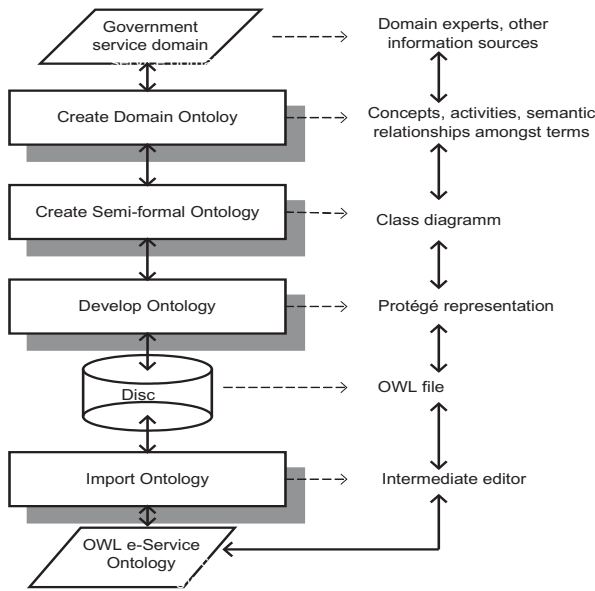 Government
service domain
Domain experts, other
information sources
Create Domain Ontoloy
Concepts, activities, semantic
relationships amongst terms
Create Semi-formal Ontology
Class diagramm
Develop Ontology
Protégé representation
Disc
OWL file
Import Ontology
Intermediate editor
OWL e-Service
Ontology